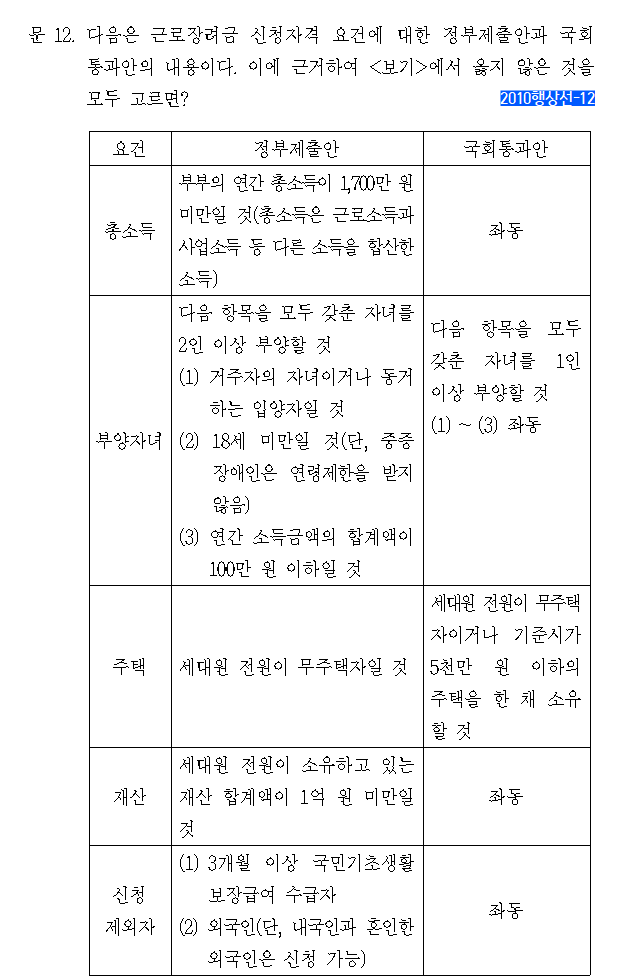 문 12. 다음은 근로장려금 신청자격 요건에 대한 정부제출안과 국회
통과안의 내용이다. 이에 근거하여 <보기>에서 옳지 않은 것을
모두 고르면?
2010행상선-12
요건
정부제출안
국회통과안
총소득
부부의 연간 총소득이 1,700만 원
미만일 것(총소득은 근로소득과
사업소득 등 다른 소득을 합산한
소득)
좌동
부양자녀
다음 항목을 모두 갖춘 자녀를
2인 이상 부양할 것
(1) 거주자의 자녀이거나 동거
하는 입양자일 것
(2) 18세 미만일 것(단, 중증
장애인은 연령제한을 받지
않음)
(3) 연간 소득금액의 합계액이
100만 원 이하일 것
다음 항목을 모두
갖춘 자녀를 1인
이상 부양할 것
(1) ~ (3) 좌동
주택
세대원 전원이 무주택자일 것
세대원 전원이 무주택
자이거나 기준시가
5천만 원 이하의
주택을 한 채 소유
할 것
재산
세대원 전원이 소유하고 있는
재산 합계액이 1억 원 미만일
것
좌동
신청
제외자
(1) 3개월 이상 국민기초생활
보장급여 수급자
(2) 외국인(단, 내국인과 혼인한
외국인은 신청 가능)
좌동